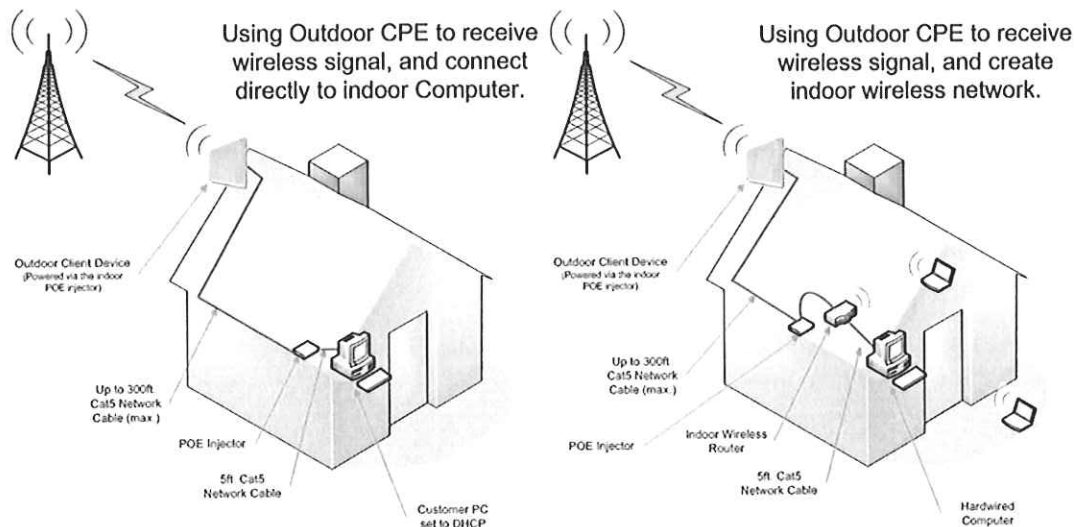 Using Outdoor CPE to receive
wireless signal, and connect
directly to indoor Computer.
Outdoor Client Device
(Powered via the indoor
POE injector)
Up to 300ft
Cat5 Network
Cable (max.)
POE Injector
5ft. Cat5
Network Cable
Customer PC
set to DHCP
Using Outdoor CPE to receive
wireless signal, and create
indoor wireless network.
Outdoor Client Device
(Powered via the indoor
POE injector)
Up to 300ft
Cat5 Network
Cable (max.)
POE Injector
Indoor Wireless
Router
5ft. Cat5
Network Cable
Hardwired
Computer